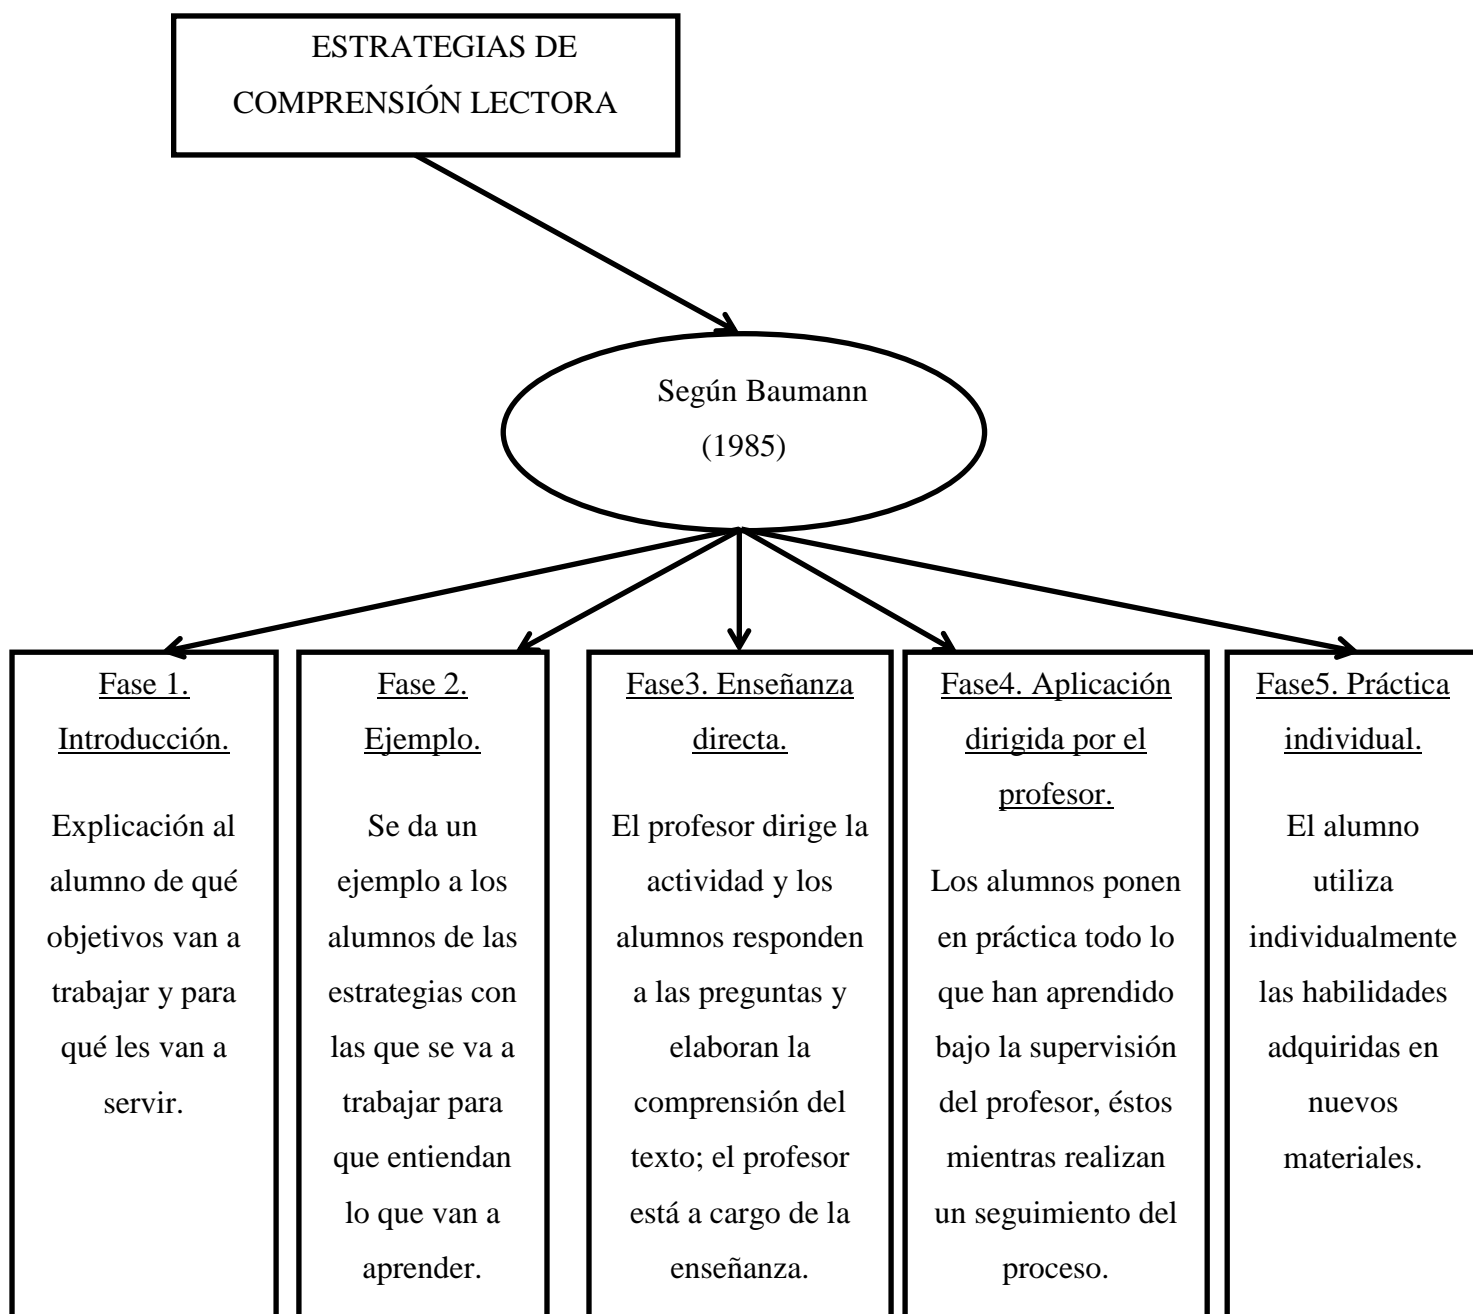 ESTRATEGIAS DE
COMPRENSIÓN LECTORA
Según Baumann
(1985)
Fase 1.
Introducción.
Explicación al
alumno de qué
objetivos van a
trabajar y para
qué les van a
servir.
Fase 2.
Ejemplo.
Se da un
ejemplo a los
alumnos de las
estrategias con
las que se va a
trabajar para
que entiendan
lo que van a
aprender.
Fase3. Enseñanza
directa.
El profesor dirige la
actividad y los
alumnos responden
a las preguntas y
elaboran la
comprensión del
texto; el profesor
está a cargo de la
enseñanza.
Fase4. Aplicación
dirigida por el
profesor.
Los alumnos ponen
en práctica todo lo
que han aprendido
bajo la supervisión
del profesor, éstos
mientras realizan
un seguimiento del
proceso.
Fase5. Práctica
individual.
El alumno
utiliza
individualmente
las habilidades
adquiridas en
nuevos
materiales.